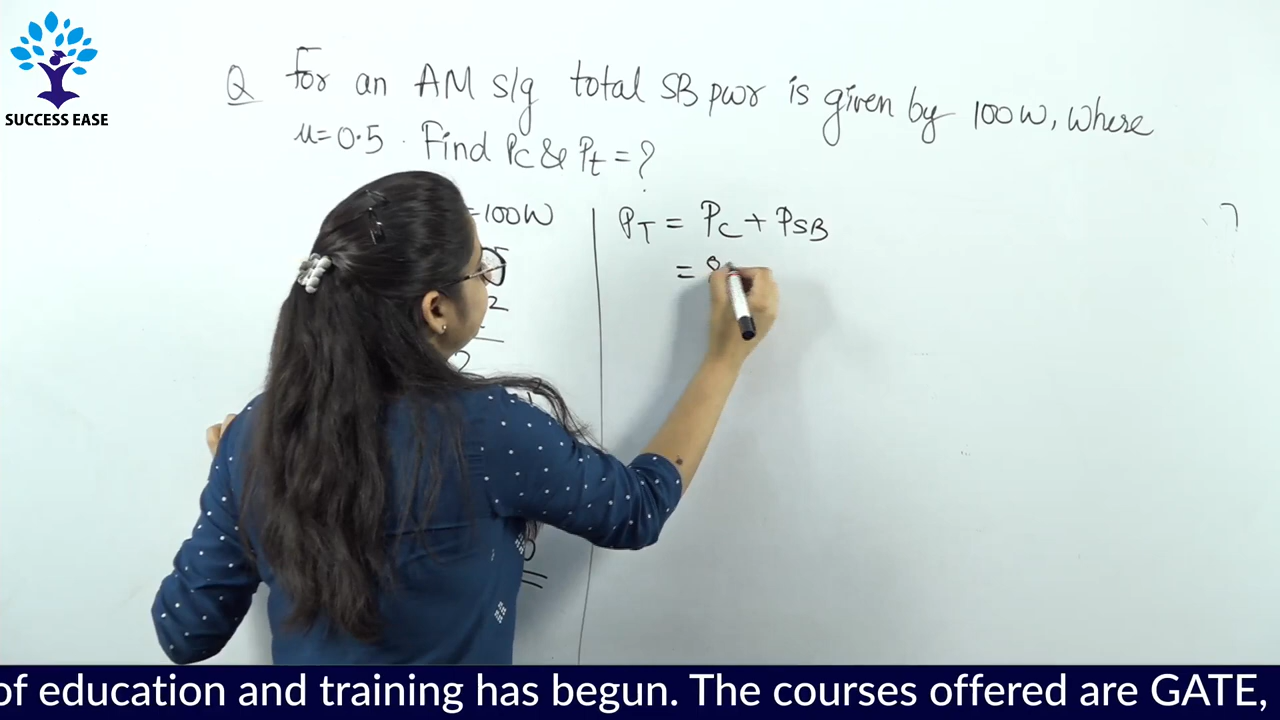 SUCCESS EASE
Q For an AM s/g total SB pwr is given by 100W, where
μ=0.5. Find Pc & Pt = ?
=100W
PT = PC + PSB
= 8
of education and training has begun. The courses offered are GATE,